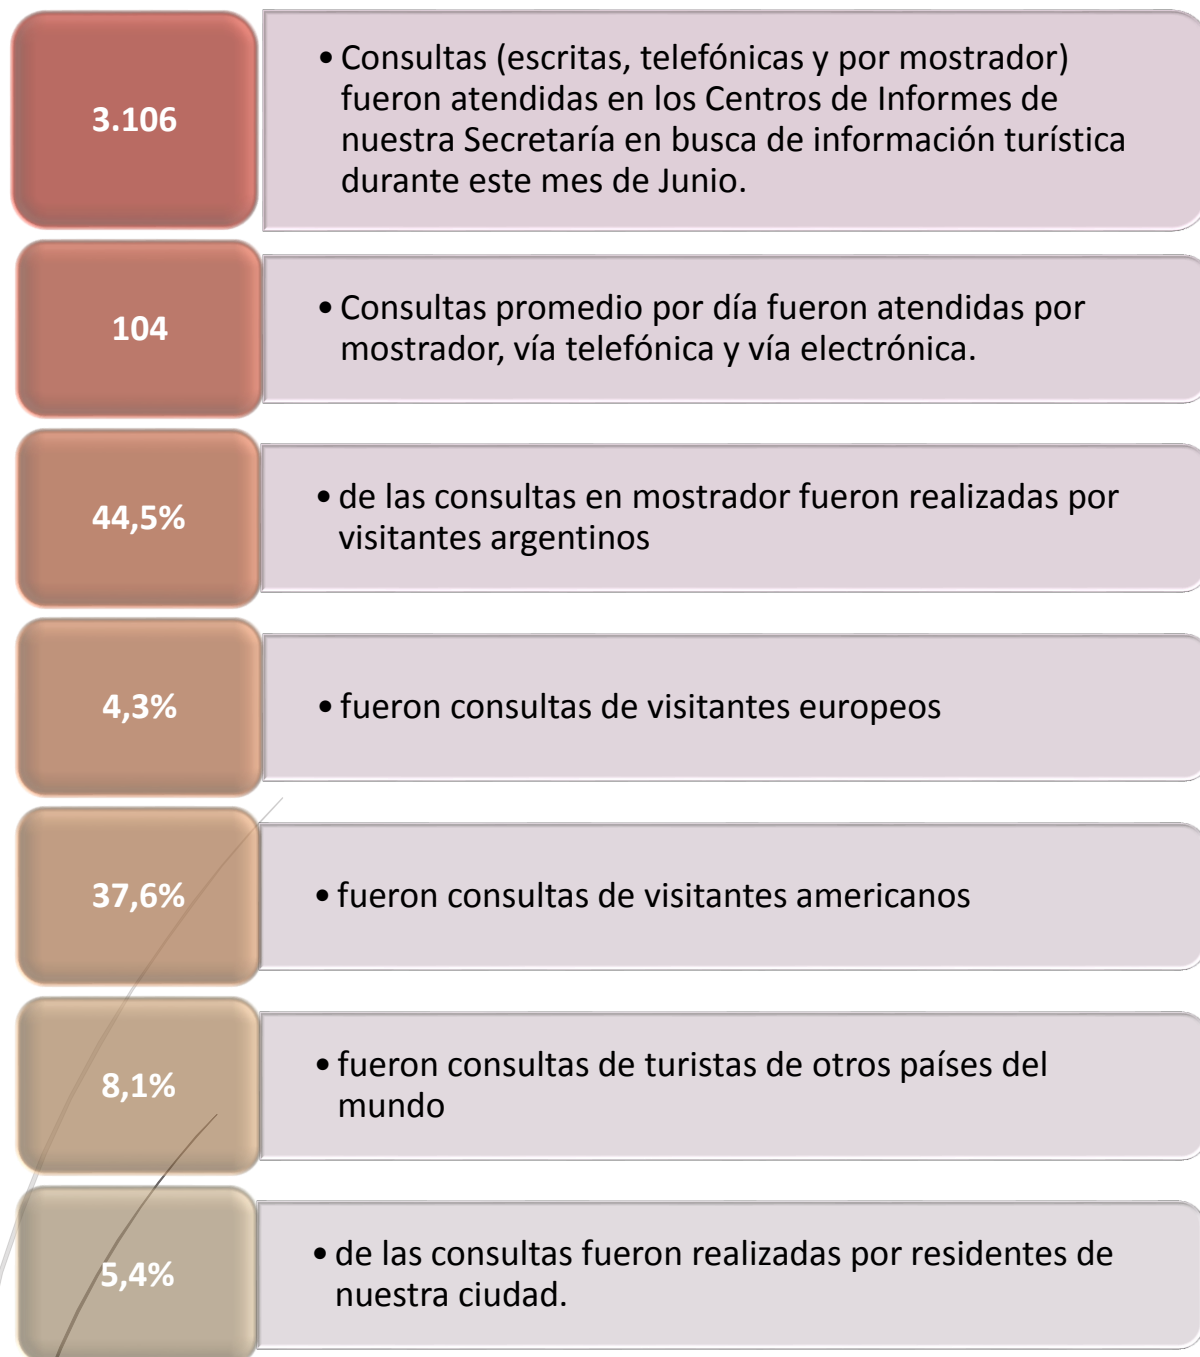 3.106
• Consultas (escritas, telefónicas y por mostrador)
fueron atendidas en los Centros de Informes de
nuestra Secretaría en busca de información turística
durante este mes de Junio.
104
• Consultas promedio por día fueron atendidas por
mostrador, vía telefónica y vía electrónica.
44,5%
• de las consultas en mostrador fueron realizadas por
visitantes argentinos
4,3%
• fueron consultas de visitantes europeos
37,6%
• fueron consultas de visitantes americanos
8,1%
• fueron consultas de turistas de otros países del
mundo
5,4%
• de las consultas fueron realizadas por residentes de
nuestra ciudad.